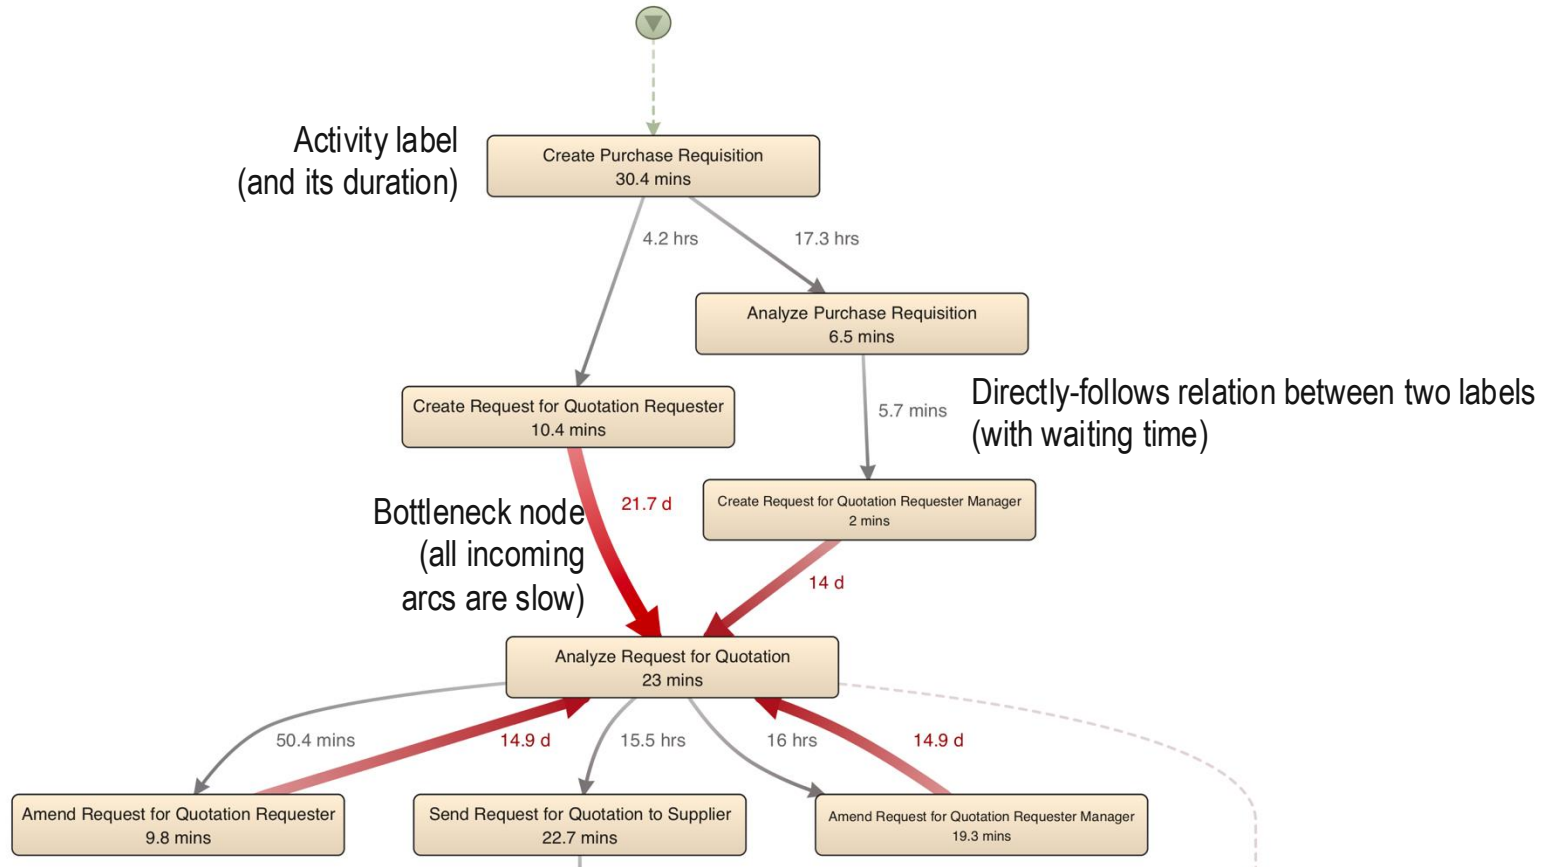 Activity label
(and its duration)
Create Purchase Requisition
30.4 mins
4.2 hrs
17.3 hrs
Analyze Purchase Requisition
6.5 mins
Create Request for Quotation Requester
10.4 mins
5.7 mins
Directly-follows relation between two labels
(with waiting time)
Bottleneck node
(all incoming
arcs are slow)
21.7 d
Create Request for Quotation Requester Manager
2 mins
14 d
Analyze Request for Quotation
23 mins
50.4 mins
14.9 d
15.5 hrs
16 hrs
14.9 d
Amend Request for Quotation Requester
9.8 mins
Send Request for Quotation to Supplier
22.7 mins
Amend Request for Quotation Requester Manager
19.3 mins